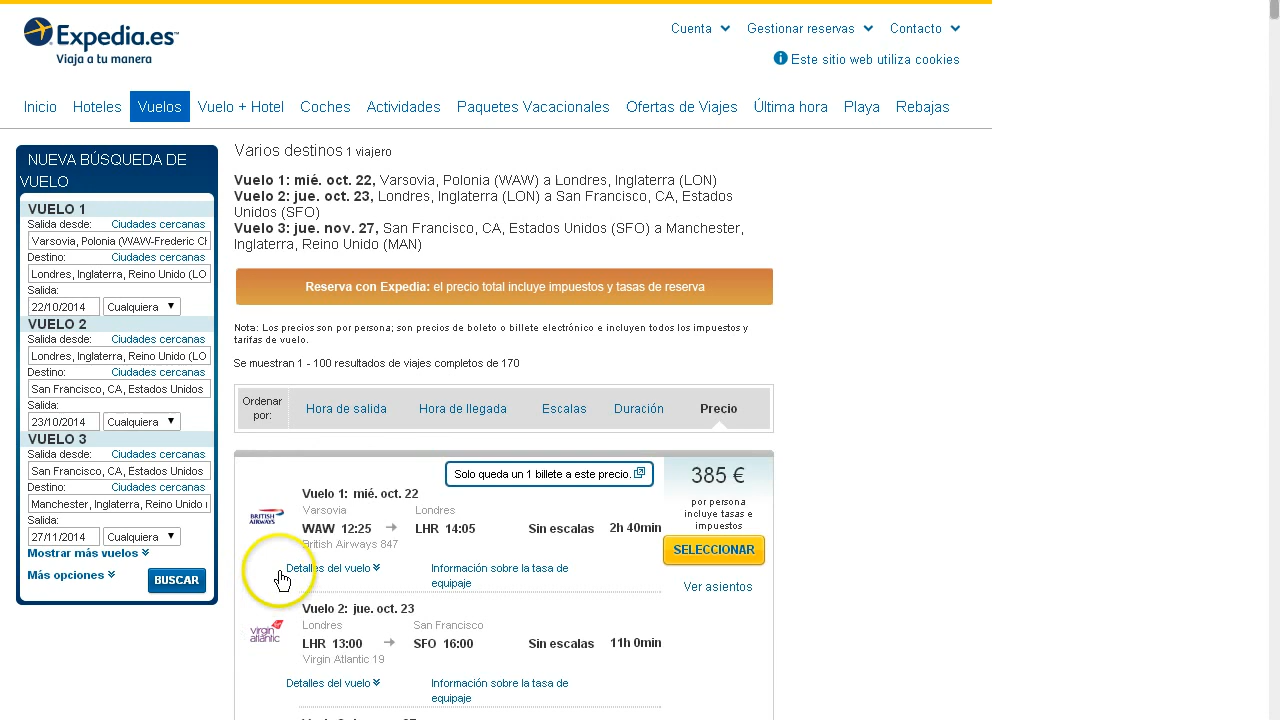 Expedia.es™
Viaja a tu manera
Cuenta
Gestionar reservas
Contacto
Este sitio web utiliza cookies
Inicio
Hoteles
Vuelos
Vuelo + Hotel
Coches
Actividades
Paquetes Vacacionales
Ofertas de Viajes
Última hora
Playa
Rebajas
NUEVA BÚSQUEDA DE
VUELO
VUELO 1
Salida desde: Ciudades cercanas
Varsovia, Polonia (WAW-Frederic Ch
Destino: Ciudades cercanas
Londres, Inglaterra, Reino Unido (LO
Salida:
22/10/2014 Cualquiera
VUELO 2
Salida desde: Ciudades cercanas
Londres, Inglaterra, Reino Unido (LO
Destino: Ciudades cercanas
San Francisco, CA, Estados Unidos
Salida:
23/10/2014 Cualquiera
VUELO 3
Salida desde: Ciudades cercanas
San Francisco, CA, Estados Unidos
Destino: Ciudades cercanas
Manchester, Inglaterra, Reino Unido
Salida:
27/11/2014 Cualquiera
Mostrar más vuelos
Más opciones
BUSCAR
Varios destinos 1 viajero
Vuelo 1: mié. oct. 22, Varsovia, Polonia (WAW) a Londres, Inglaterra (LON)
Vuelo 2: jue. oct. 23, Londres, Inglaterra (LON) a San Francisco, CA, Estados
Unidos (SFO)
Vuelo 3: jue. nov. 27, San Francisco, CA, Estados Unidos (SFO) a Manchester,
Inglaterra, Reino Unido (MAN)
Reserva con Expedia: el precio total incluye impuestos y tasas de reserva
Nota: Los precios son por persona; son precios de boleto o billete electrónico e incluyen todos los impuestos y
tarifas de vuelo.
Se muestran 1 - 100 resultados de viajes completos de 170
Ordenar
por:
Hora de salida
Hora de llegada
Escalas
Duración
Precio
Solo queda un 1 billete a este precio.
385 €
por persona
incluye tasas e
impuestos
SELECCIONAR
Ver asientos
Vuelo 1: mié. oct. 22
Varsovia Londres
BRITISH AIRWAYS
WAW 12:25 LHR 14:05 Sin escalas 2h 40min
British Airways 847
Detalles del vuelo
Información sobre la tasa de
equipaje
Vuelo 2: jue. oct. 23
Londres San Francisco
virgin atlantic
LHR 13:00 SFO 16:00 Sin escalas 11h 0min
Virgin Atlantic 19
Detalles del vuelo
Información sobre la tasa de
equipaje